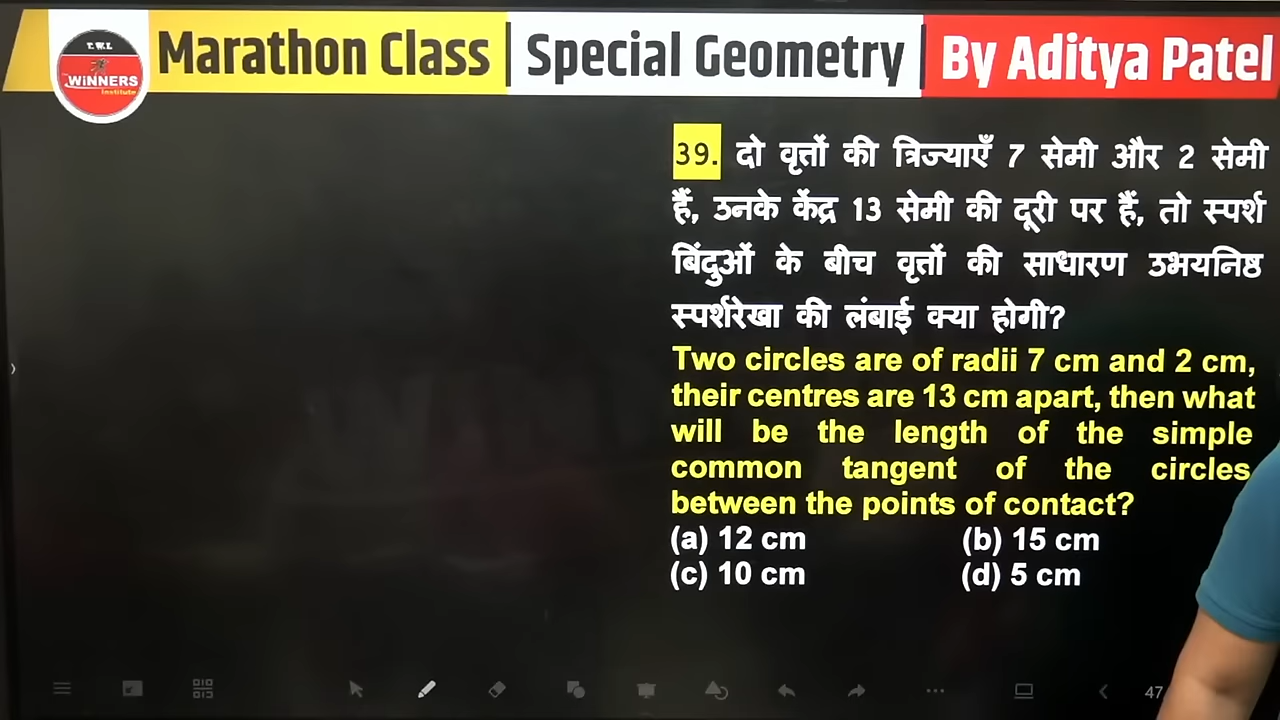 T.W.I.
The
WINNERS
Institute
Marathon Class | Special Geometry | By Aditya Patel
39. दो वृत्तों की त्रिज्याएँ 7 सेमी और 2 सेमी
हैं, उनके केंद्र 13 सेमी की दूरी पर हैं, तो स्पर्श
बिंदुओं के बीच वृत्तों की साधारण उभयनिष्ठ
स्पर्शरेखा की लंबाई क्या होगी?
Two circles are of radii 7 cm and 2 cm,
their centres are 13 cm apart, then what
will be the length of the simple
common tangent of the circles
between the points of contact?
(a) 12 cm (b) 15 cm
(c) 10 cm (d) 5 cm
47